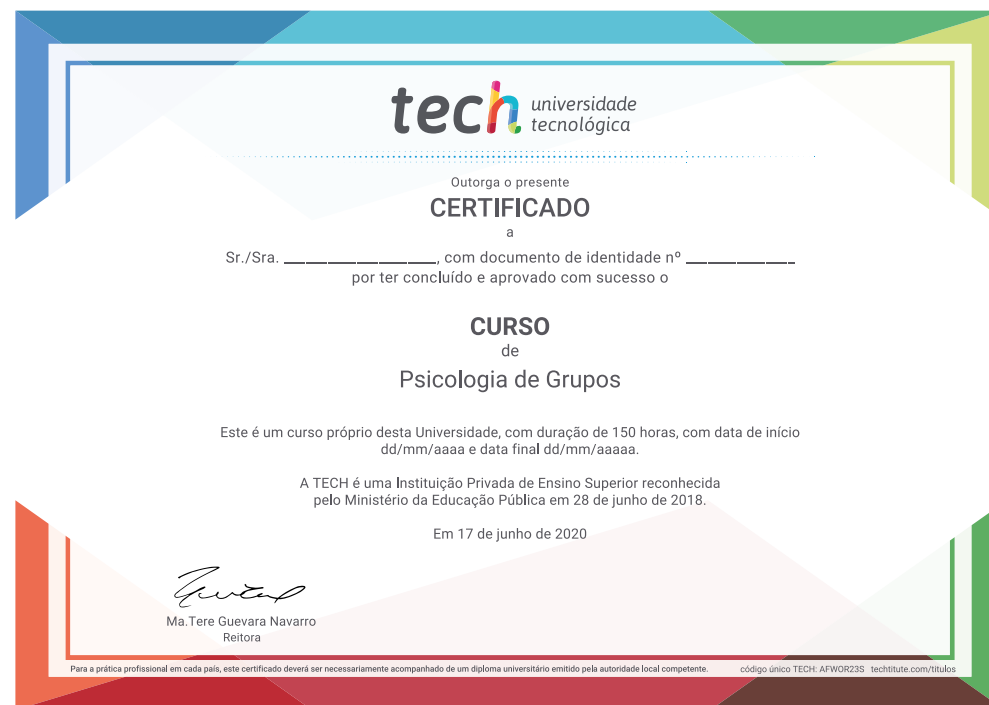 tech universidade
tecnológica
Outorga o presente
CERTIFICADO
a
Sr./Sra. __________________, com documento de identidade nº _____________
por ter concluído e aprovado com sucesso o
CURSO
de
Psicologia de Grupos
Este é um curso próprio desta Universidade, com duração de 150 horas, com data de início
dd/mm/aaaa e data final dd/mm/aaaaa.
A TECH é uma Instituição Privada de Ensino Superior reconhecida
pelo Ministério da Educação Pública em 28 de junho de 2018.
Em 17 de junho de 2020
Ma.Tere Guevara Navarro
Reitora
Para a prática profissional em cada país, este certificado deverá ser necessariamente acompanhado de um diploma universitário emitido pela autoridade local competente. código único TECH: AFWOR23S techtitute.com/titulos